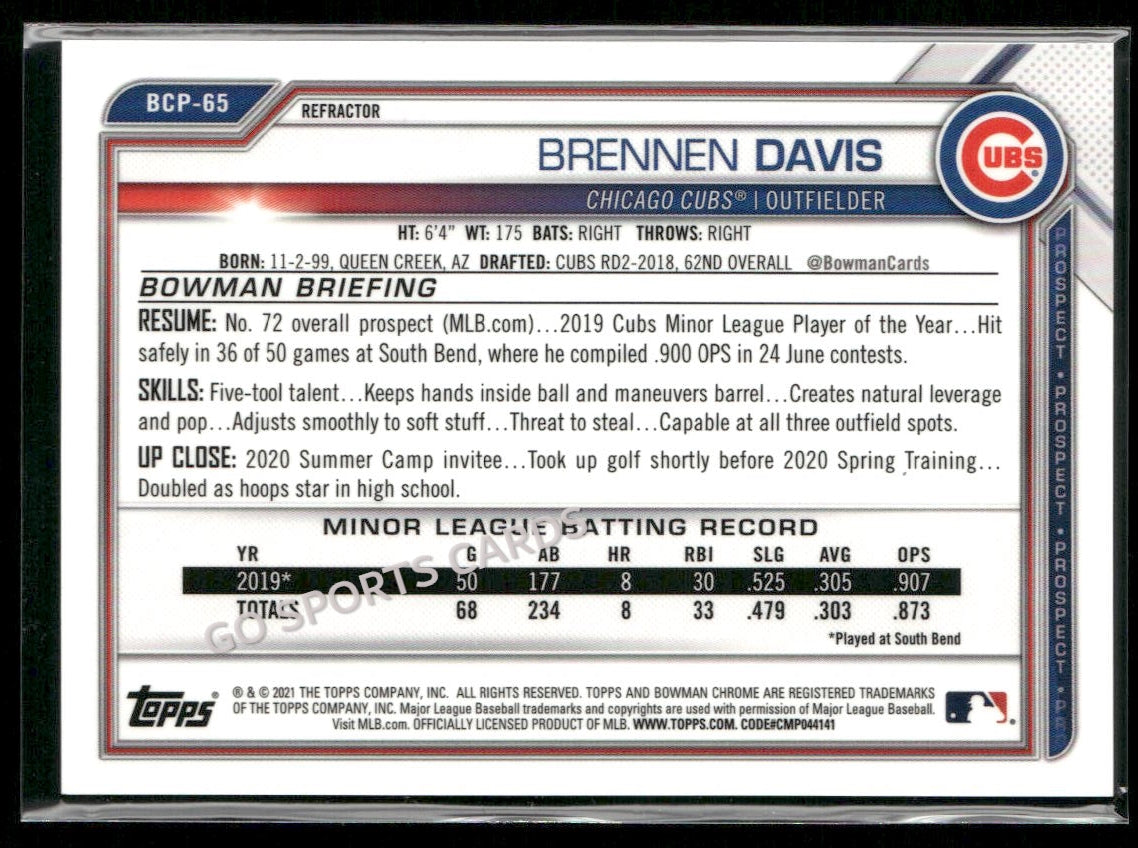 BCP-65
REFRACTOR
BRENNEN DAVIS
CUBS
CHICAGO CUBS® | OUTFIELDER
HT: 6'4" WT: 175 BATS: RIGHT THROWS: RIGHT
BORN: 11-2-99, QUEEN CREEK, AZ DRAFTED: CUBS RD2-2018, 62ND OVERALL @BowmanCards
BOWMAN BRIEFING
RESUME: No. 72 overall prospect (MLB.com)...2019 Cubs Minor League Player of the Year...Hit
safely in 36 of 50 games at South Bend, where he compiled .900 OPS in 24 June contests.
SKILLS: Five-tool talent...Keeps hands inside ball and maneuvers barrel...Creates natural leverage
and pop...Adjusts smoothly to soft stuff...Threat to steal...Capable at all three outfield spots.
UP CLOSE: 2020 Summer Camp invitee...Took up golf shortly before 2020 Spring Training...
Doubled as hoops star in high school.
MINOR LEAGUE BATTING RECORD
YR G AB HR RBI SLG AVG OPS
2019* 50 177 8 30 .525 .305 .907
TOTALS 68 234 8 33 .479 .303 .873
*Played at South Bend
GO SPORTS CARDS
topps®
® & © 2021 THE TOPPS COMPANY, INC. ALL RIGHTS RESERVED. TOPPS AND BOWMAN CHROME ARE REGISTERED TRADEMARKS
OF THE TOPPS COMPANY, INC. Major League Baseball trademarks and copyrights are used with permission of Major League Baseball.
Visit MLB.com. OFFICIALLY LICENSED PRODUCT OF MLB. WWW.TOPPS.COM. CODE#CMP044141
PROSPECT • PROSPECT • PROSPECT • PR